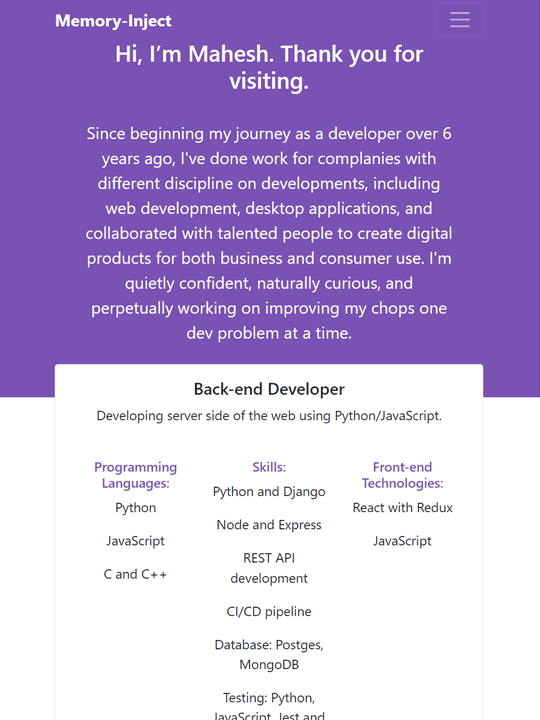 Memory-Inject
Hi, I’m Mahesh. Thank you for
visiting.
Since beginning my journey as a developer over 6
years ago, I've done work for complanies with
different discipline on developments, including
web development, desktop applications, and
collaborated with talented people to create digital
products for both business and consumer use. I'm
quietly confident, naturally curious, and
perpetually working on improving my chops one
dev problem at a time.
Back-end Developer
Developing server side of the web using Python/JavaScript.
Programming
Languages:
Python
JavaScript
C and C++
Skills:
Python and Django
Node and Express
REST API
development
CI/CD pipeline
Database: Postges,
MongoDB
Testing: Python,
JavaScript, Jest and
Front-end
Technologies:
React with Redux
JavaScript